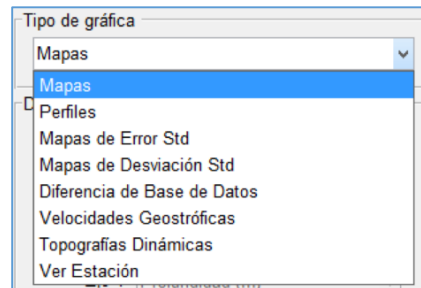 Tipo de gráfica
Mapas
Mapas
Perfiles
Mapas de Error Std
Mapas de Desviación Std
Diferencia de Base de Datos
Velocidades Geostróficas
Topografías Dinámicas
Ver Estación